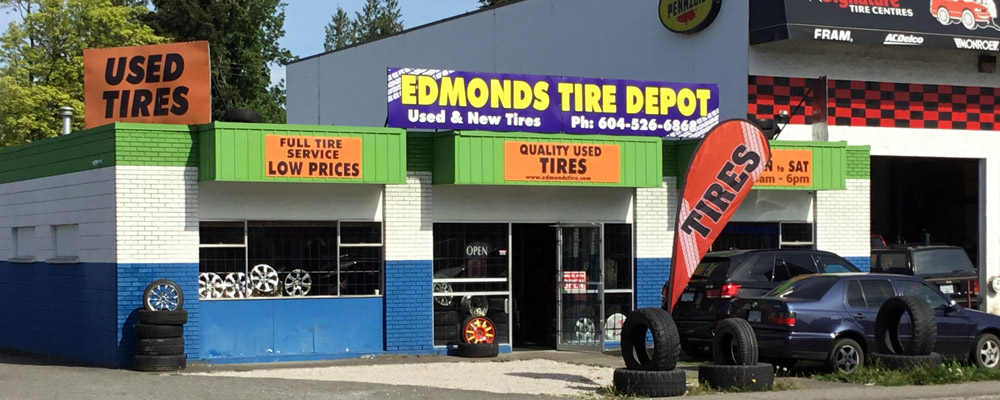 PENNZOIL
Signature
TIRE CENTRES
FRAM. ACDelco MONROE
USED
TIRES
EDMONDS TIRE DEPOT
Used & New Tires Ph: 604-526-6868
FULL TIRE
SERVICE
LOW PRICES
QUALITY USED
TIRES
www.edmondstire.com
to SAT
am - 6pm
TIRES
OPEN